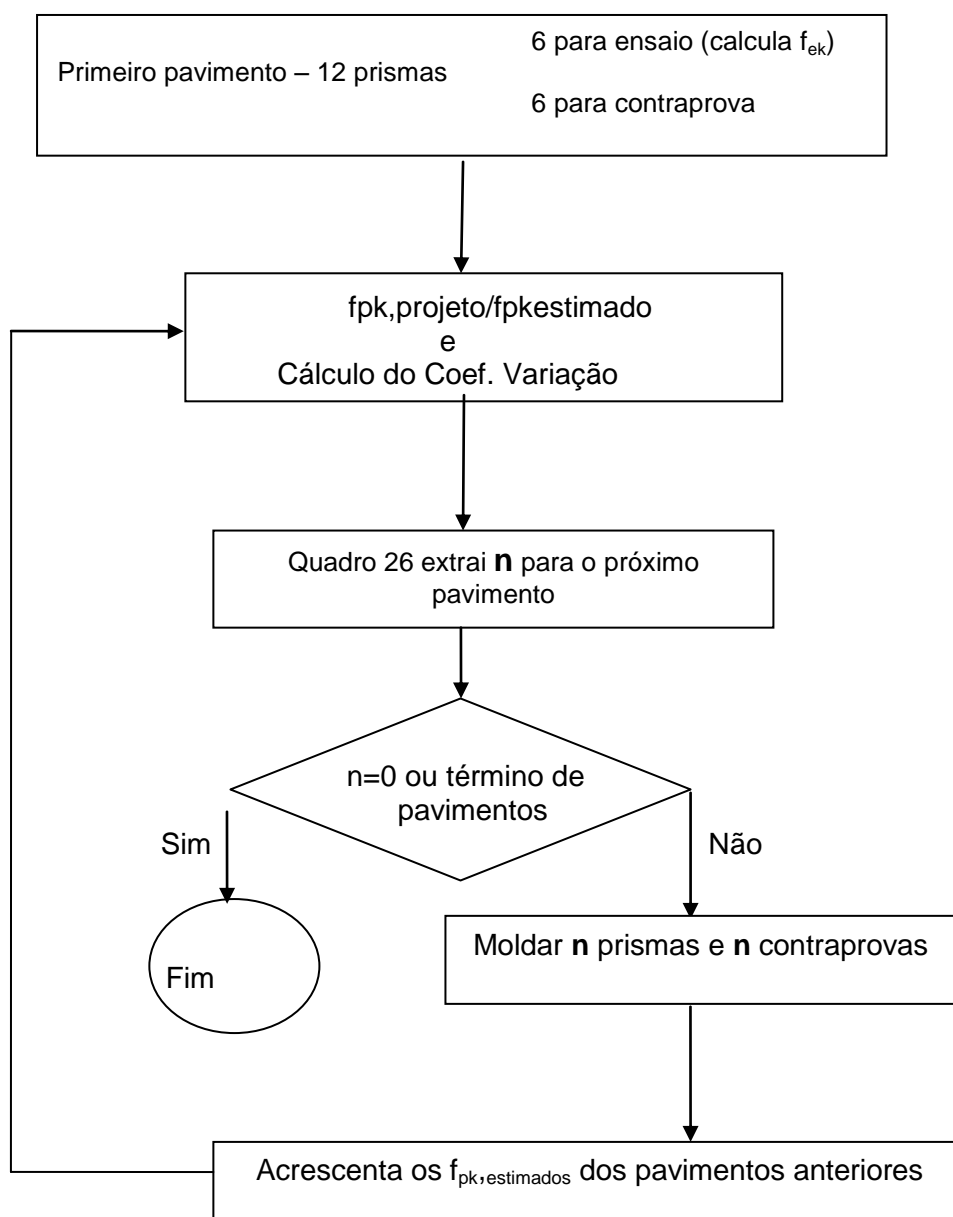 6 para ensaio (calcula fek)
Primeiro pavimento – 12 prismas
6 para contraprova
fpk,projeto/fpkestimado
e
Cálculo do Coef. Variação
Quadro 26 extrai n para o próximo
pavimento
n=0 ou término de
pavimentos
Sim
Não
Fim
Moldar n prismas e n contraprovas
Acrescenta os fpk,estimados dos pavimentos anteriores